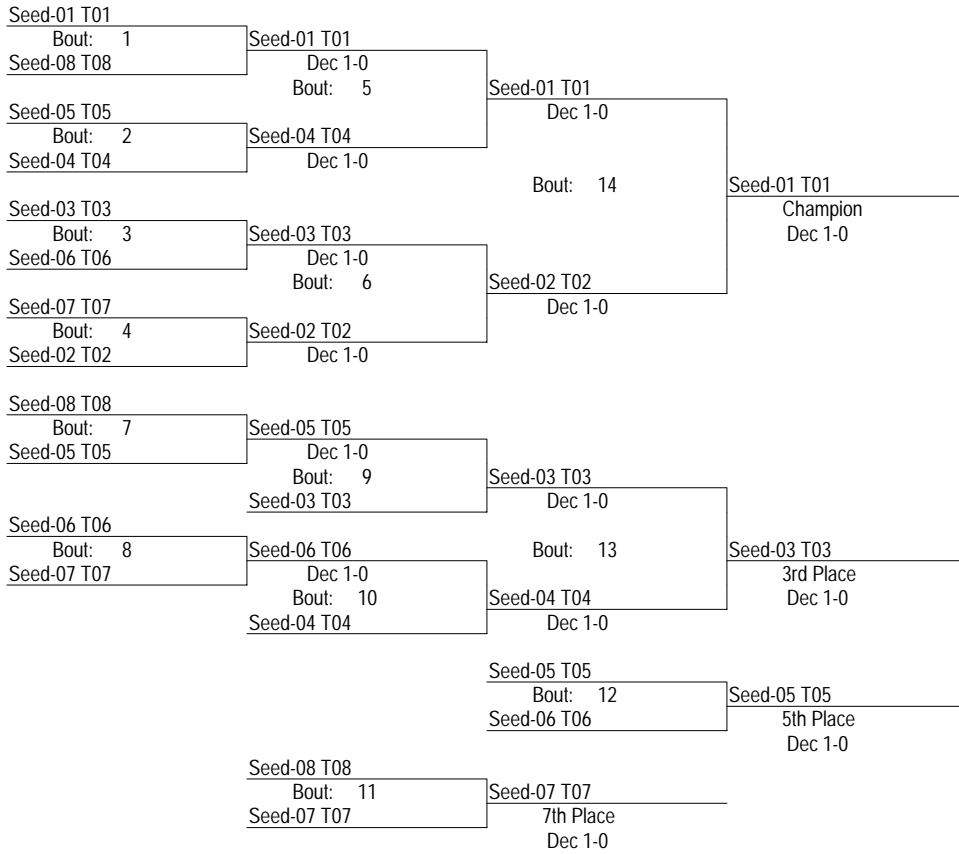 Seed-01 T01
Bout: 1
Seed-01 T01
Seed-08 T08
Dec 1-0
Bout: 5
Seed-01 T01
Seed-05 T05
Dec 1-0
Bout: 2
Seed-04 T04
Seed-04 T04
Dec 1-0
Bout: 14
Seed-01 T01
Seed-03 T03
Champion
Bout: 3
Seed-03 T03
Dec 1-0
Seed-06 T06
Dec 1-0
Bout: 6
Seed-02 T02
Seed-07 T07
Dec 1-0
Bout: 4
Seed-02 T02
Seed-02 T02
Dec 1-0
Seed-08 T08
Bout: 7
Seed-05 T05
Seed-05 T05
Dec 1-0
Bout: 9
Seed-03 T03
Seed-03 T03
Dec 1-0
Seed-06 T06
Bout: 8
Seed-06 T06
Bout: 13
Seed-03 T03
Seed-07 T07
Dec 1-0
3rd Place
Bout: 10
Seed-04 T04
Dec 1-0
Seed-04 T04
Dec 1-0
Seed-05 T05
Bout: 12
Seed-05 T05
Seed-06 T06
5th Place
Dec 1-0
Seed-08 T08
Bout: 11
Seed-07 T07
Seed-07 T07
7th Place
Dec 1-0